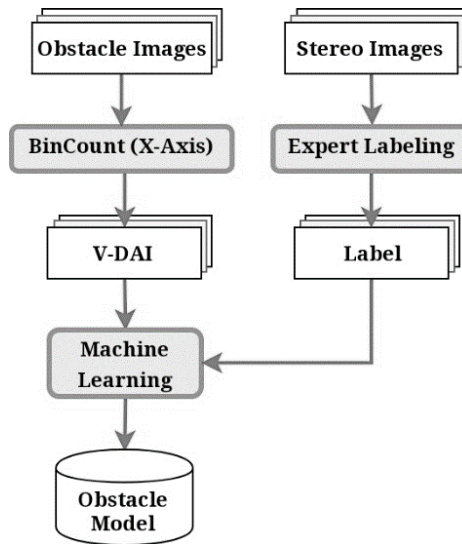 Obstacle Images
Stereo Images
BinCount (X-Axis)
Expert Labeling
V-DAI
Label
Machine
Learning
Obstacle
Model